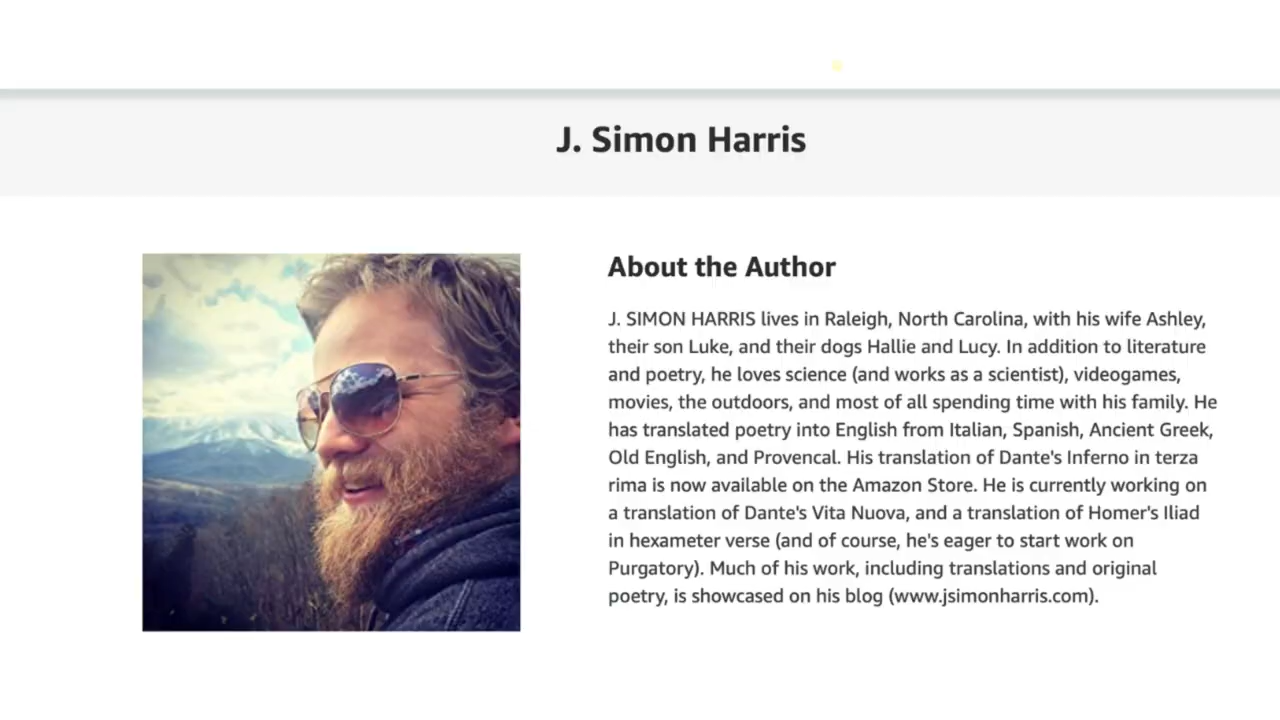 J. Simon Harris
About the Author
J. SIMON HARRIS lives in Raleigh, North Carolina, with his wife Ashley,
their son Luke, and their dogs Hallie and Lucy. In addition to literature
and poetry, he loves science (and works as a scientist), videogames,
movies, the outdoors, and most of all spending time with his family. He
has translated poetry into English from Italian, Spanish, Ancient Greek,
Old English, and Provencal. His translation of Dante's Inferno in terza
rima is now available on the Amazon Store. He is currently working on
a translation of Dante's Vita Nuova, and a translation of Homer's Iliad
in hexameter verse (and of course, he's eager to start work on
Purgatory). Much of his work, including translations and original
poetry, is showcased on his blog (www.jsimonharris.com).